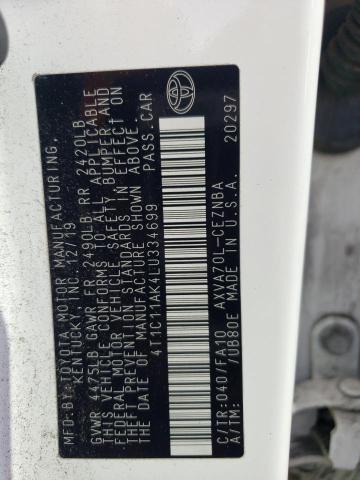 MFD.BY:TOYOTA MOTOR MANUFACTURING,
KENTUCKY, INC. 12/19
GVWR 4475LB GAWR FR 2490LB RR 2420LB
THIS VEHICLE CONFORMS TO ALL APPLICABLE
FEDERAL MOTOR VEHICLE SAFETY, BUMPER AND
THEFT PREVENTION STANDARDS IN EFFECT ON
THE DATE OF MANUFACTURE SHOWN ABOVE.
4T1C11AK4LU334699 PASS.CAR
C/TR:040/FA10 AXVA70L-CEZNBA
A/TM: /UB80E MADE IN U.S.A. 20297